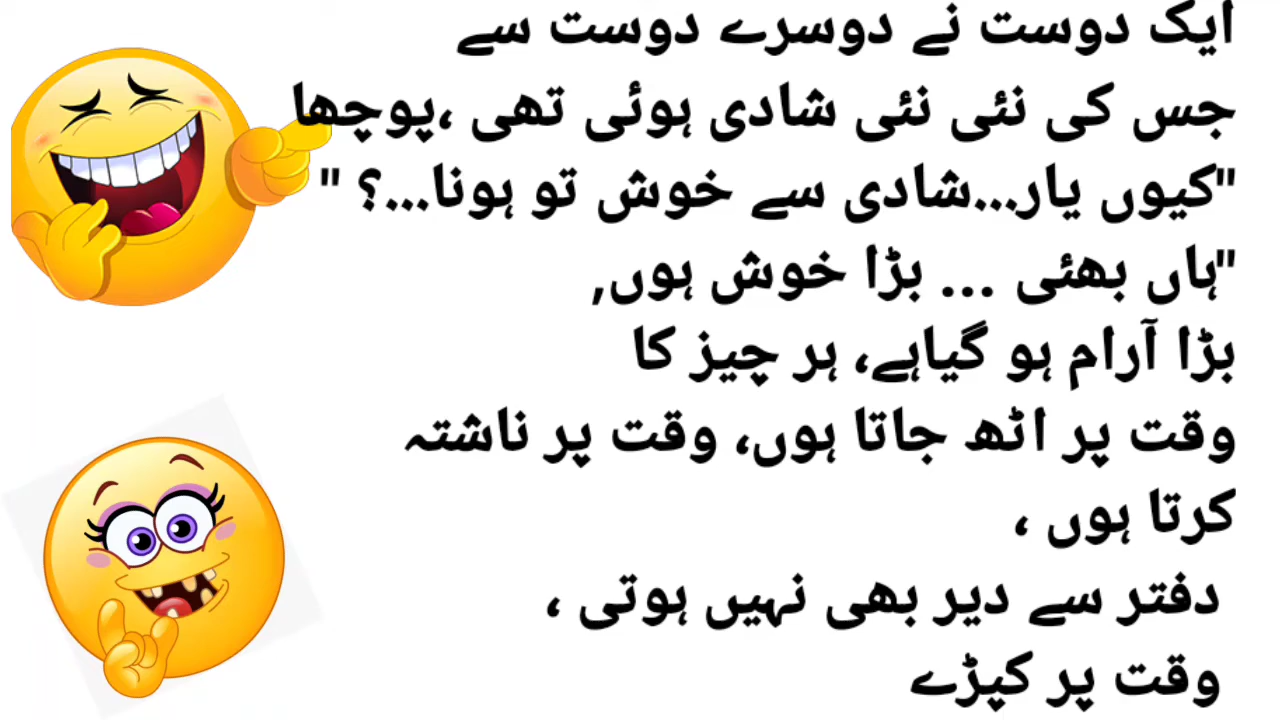 ایک دوست نے دوسرے دوست سے
جس کی نئی نئی شادی ہوئی تھی ،پوچھا
"کیوں یار...شادی سے خوش تو ہونا...؟ "
"ہاں بھئی ... بڑا خوش ہوں,
بڑا آرام ہو گیاہے، ہر چیز کا
وقت پر اٹھ جاتا ہوں، وقت پر ناشتہ
کرتا ہوں ،
دفتر سے دیر بھی نہیں ہوتی ،
وقت پر کپڑے